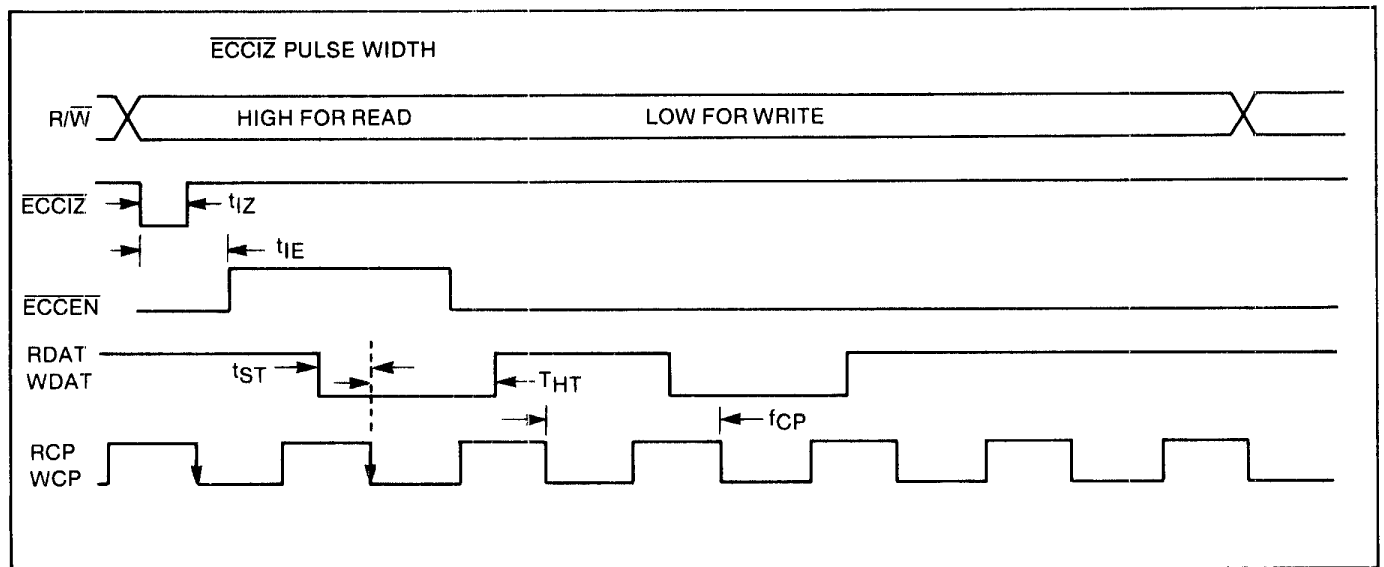 ECCIZ PULSE WIDTH
R/W HIGH FOR READ LOW FOR WRITE
ECCIZ tIZ
tIE
ECCEN
RDAT
WDAT
tST THT
fCP
RCP
WCP